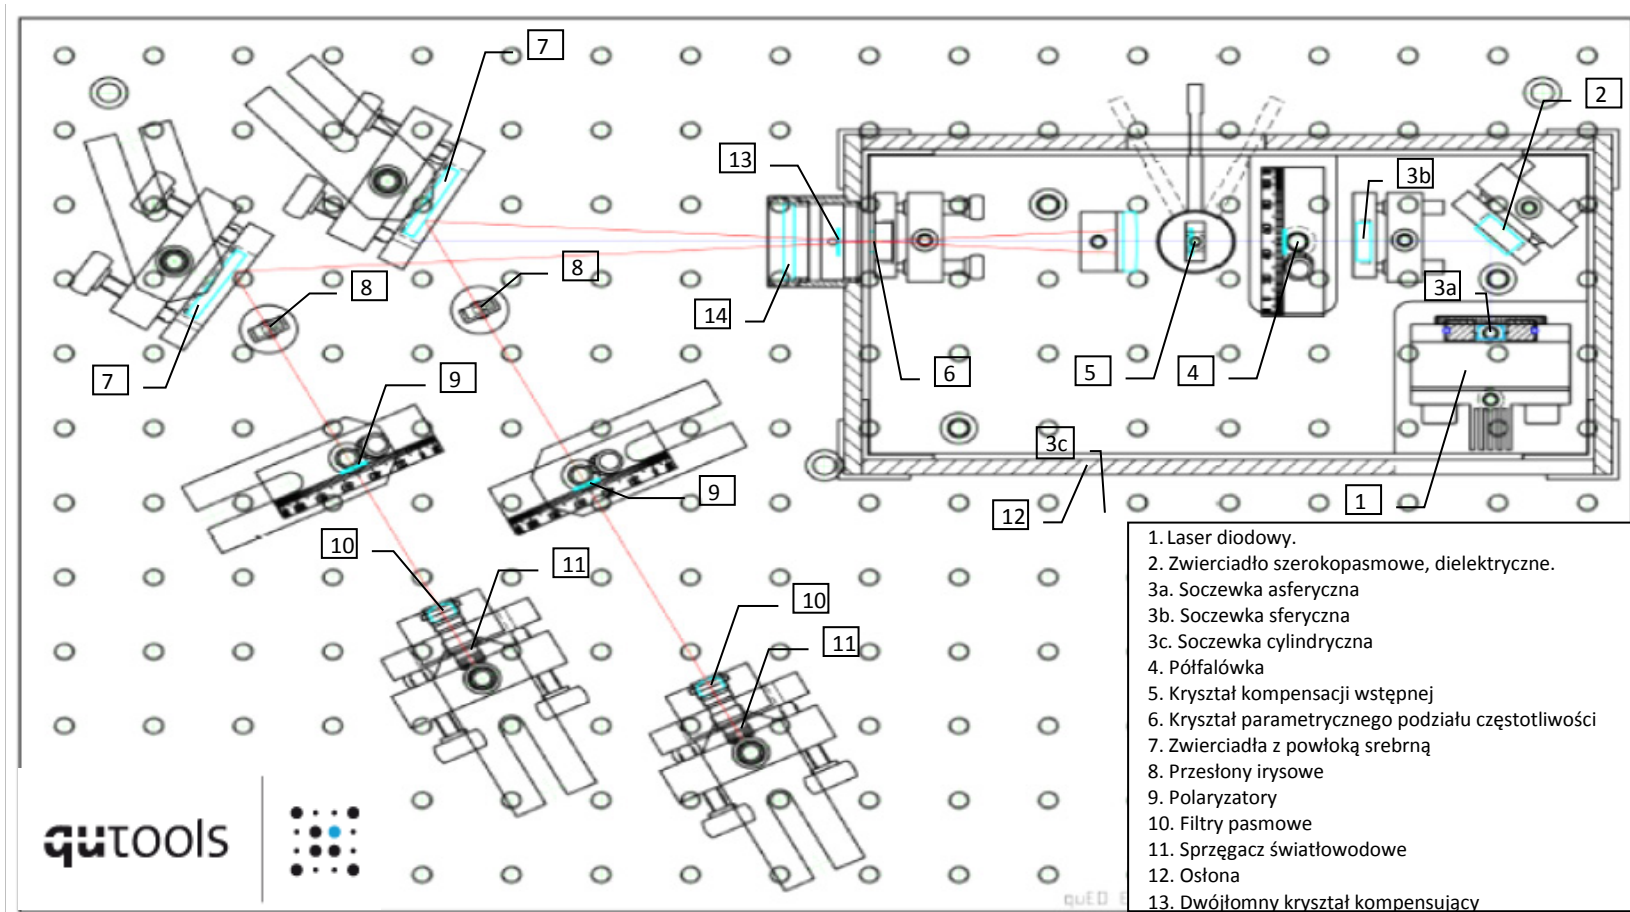 7
2
13
3b
8
8
3a
14
7
9
6
5
4
3c
9
12
1
10
11
10
11
1. Laser diodowy.
2. Zwierciadło szerokopasmowe, dielektryczne.
3a. Soczewka asferyczna
3b. Soczewka sferyczna
3c. Soczewka cylindryczna
4. Półfalówka
5. Kryształ kompensacji wstępnej
6. Kryształ parametrycznego podziału częstotliwości
7. Zwierciadła z powłoką srebrną
8. Przesłony irysowe
9. Polaryzatory
10. Filtry pasmowe
11. Sprzęgacz światłowodowe
12. Osłona
13. Dwójłomny kryształ kompensujący
qutools
quED